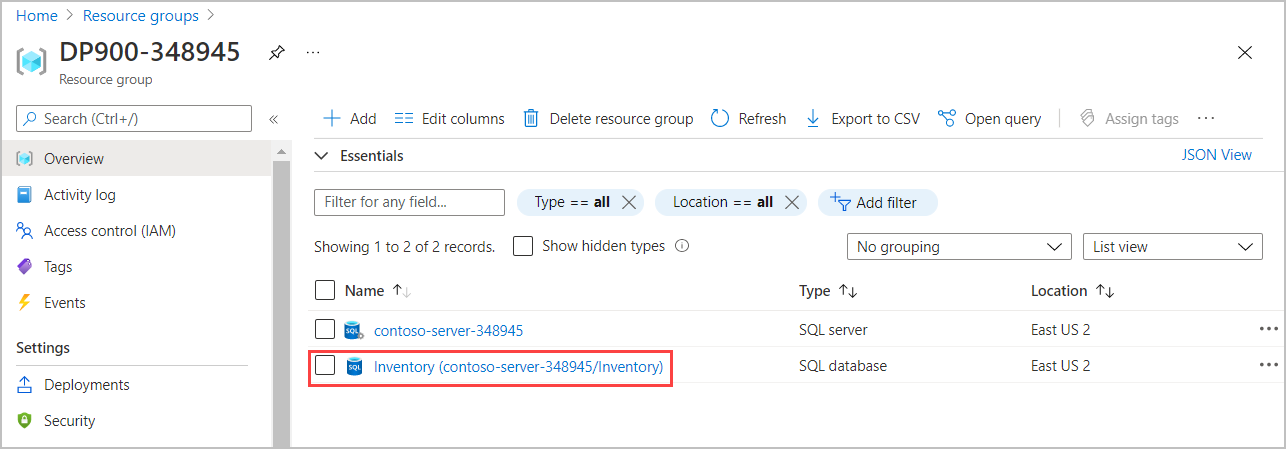 Home > Resource groups >
DP900-348945 ...
Resource group
Search (Ctrl+/) «
Overview
Activity log
Access control (IAM)
Tags
Events
Settings
Deployments
Security
Add Edit columns Delete resource group Refresh Export to CSV Open query Assign tags ...
Essentials JSON View
Filter for any field... Type == all Location == all Add filter
Showing 1 to 2 of 2 records. Show hidden types No grouping List view
Name Type Location
SQL contoso-server-348945 SQL server East US 2 ...
SQL Inventory (contoso-server-348945/Inventory) SQL database East US 2 ...